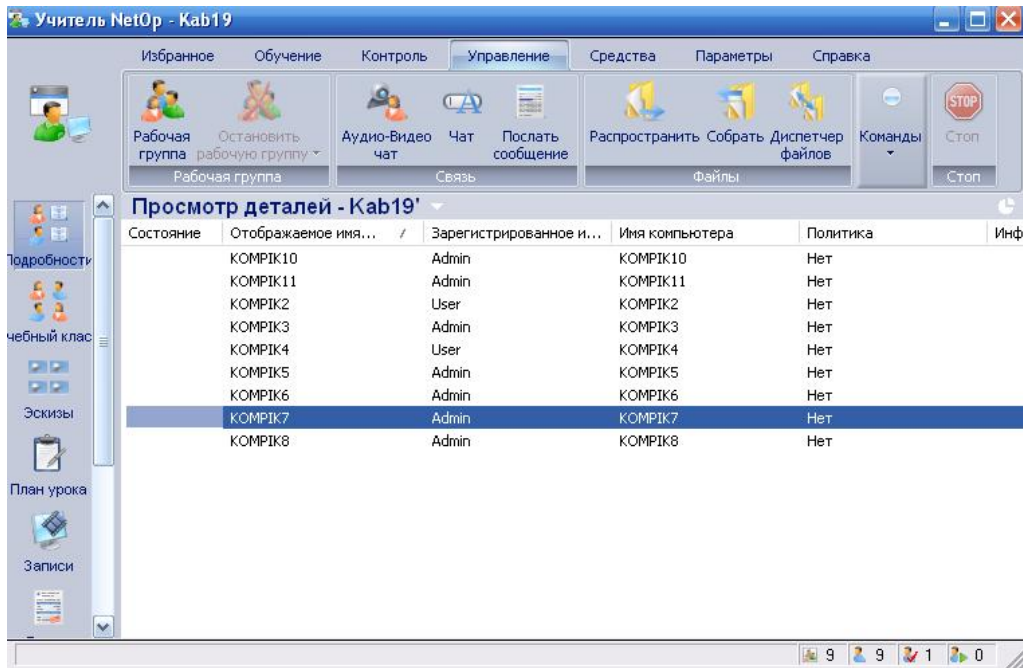 Учитель NetOp - Kab19
Избранное Обучение Контроль Управление Средства Параметры Справка
Рабочая группа
Остановить рабочую группу
Аудио-Видео чат
Чат
Послать сообщение
Распространить
Собрать
Диспетчер файлов
Команды
STOP
Стоп
Рабочая группа Связь Файлы Стоп
Просмотр деталей - Kab19'
Состояние Отображаемое имя... / Зарегистрированное и... Имя компьютера Политика Инф
KOMPIK10 Admin KOMPIK10 Нет
KOMPIK11 Admin KOMPIK11 Нет
KOMPIK2 User KOMPIK2 Нет
KOMPIK3 Admin KOMPIK3 Нет
KOMPIK4 User KOMPIK4 Нет
KOMPIK5 Admin KOMPIK5 Нет
KOMPIK6 Admin KOMPIK6 Нет
KOMPIK7 Admin KOMPIK7 Нет
KOMPIK8 Admin KOMPIK8 Нет
Подробности
чебный клас
Эскизы
План урока
Записи
9 9 1 0